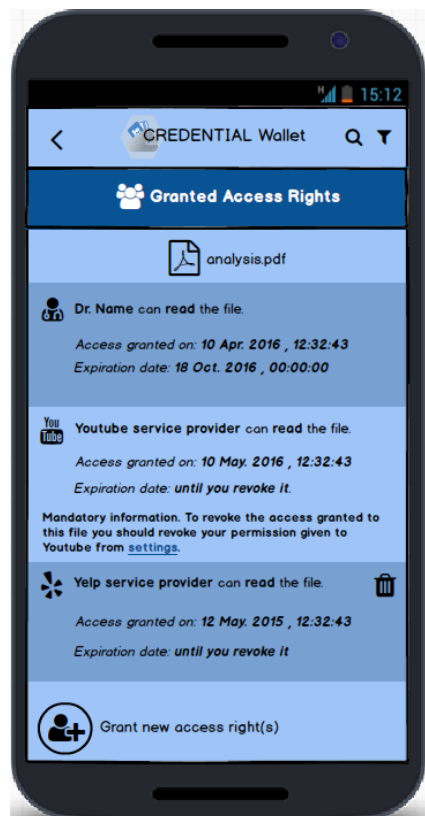 H 15:12
CREDENTIAL Wallet
Granted Access Rights
analysis.pdf
Dr. Name can read the file.
Access granted on: 10 Apr. 2016 , 12:32:43
Expiration date: 18 Oct. 2016 , 00:00:00
You
Tube
Youtube service provider can read the file.
Access granted on: 10 May. 2016 , 12:32:43
Expiration date: until you revoke it.
Mandatory information. To revoke the access granted to
this file you should revoke your permission given to
Youtube from settings.
Yelp service provider can read the file.
Access granted on: 12 May. 2015 , 12:32:43
Expiration date: until you revoke it
Grant new access right(s)